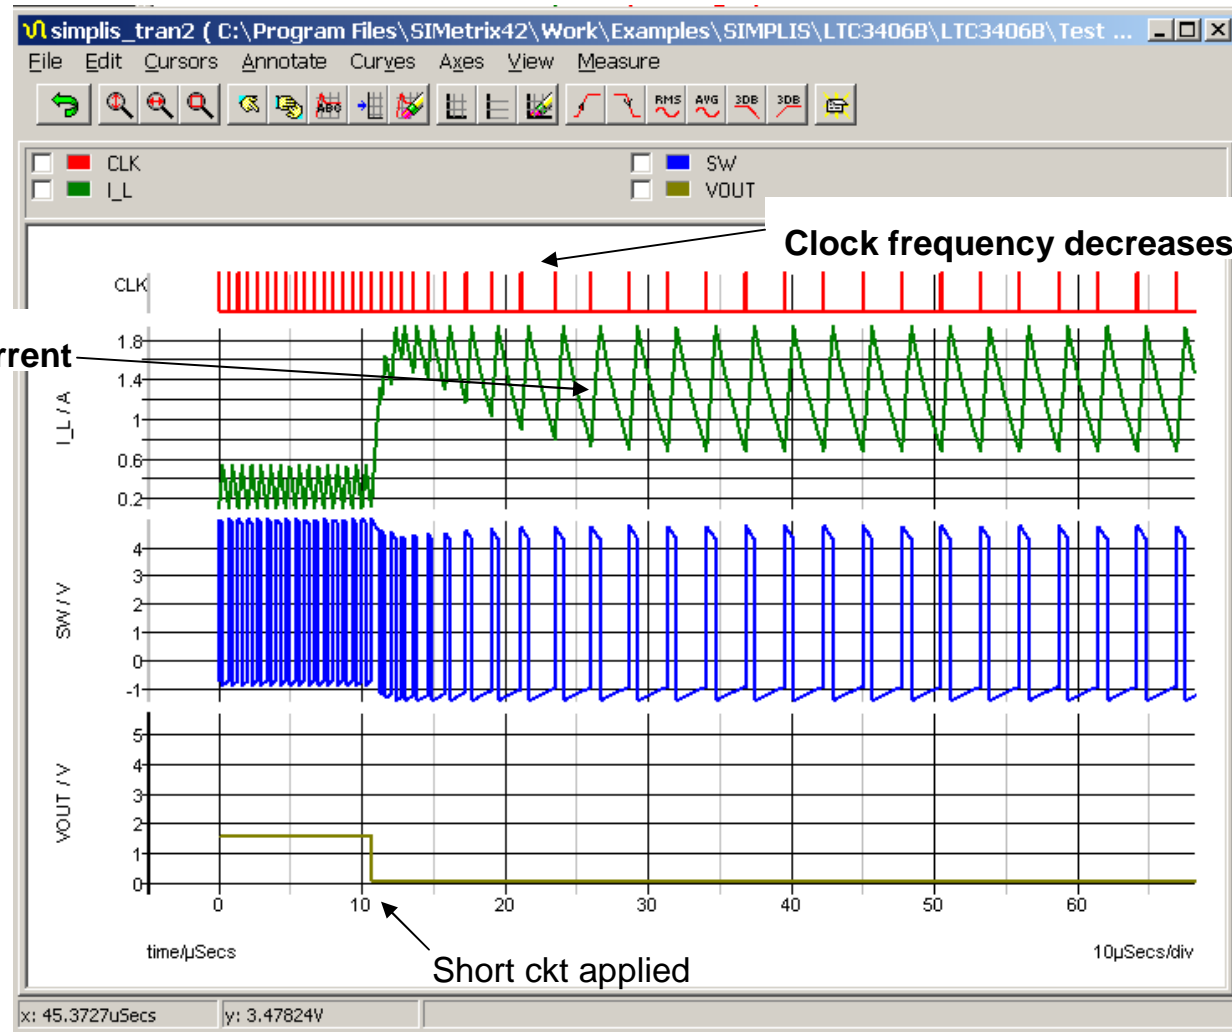 simplis_tran2 ( C:\Program Files\SIMetrix42\Work\Examples\SIMPLIS\LTC3406B\LTC3406B\Test ...
File Edit Cursors Annotate Curves Axes View Measure
ABC RMS AVG 3DB 3DB
CLK SW
I_L VOUT
Clock frequency decreases
CLK
rrent
1.8
1.4
1
0.6
0.2
I_L / A
4
3
2
1
0
-1
SW / V
5
4
3
2
1
0
VOUT / V
0 10 20 30 40 50 60
time/µSecs 10µSecs/div
Short ckt applied
x: 45.3727uSecs y: 3.47824V